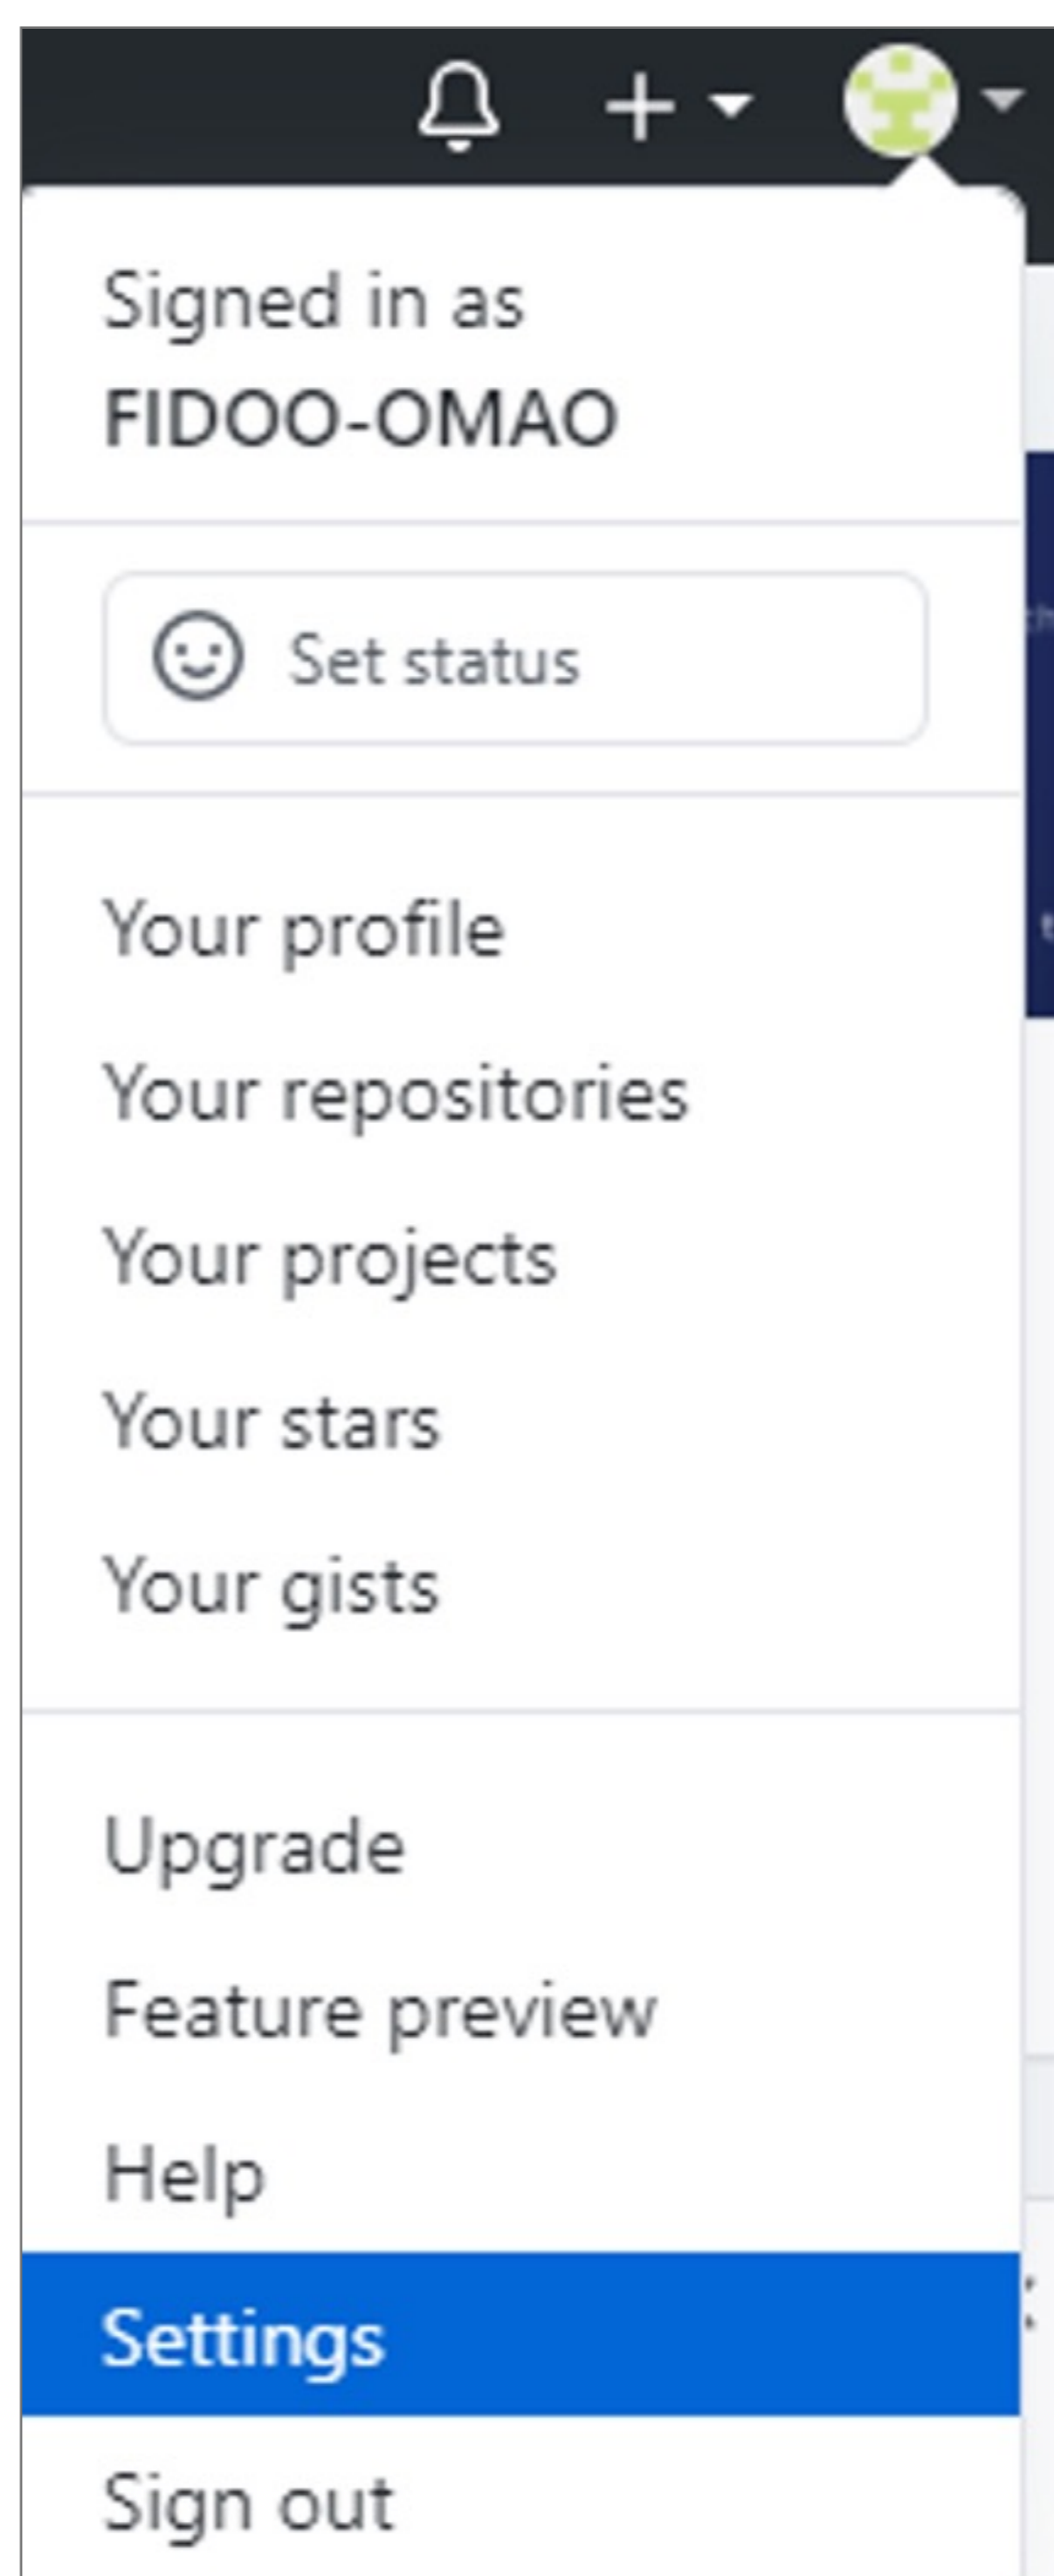 Signed in as
FIDOO-OMAO
Set status
Your profile
Your repositories
Your projects
Your stars
Your gists
Upgrade
Feature preview
Help
Settings
Sign out